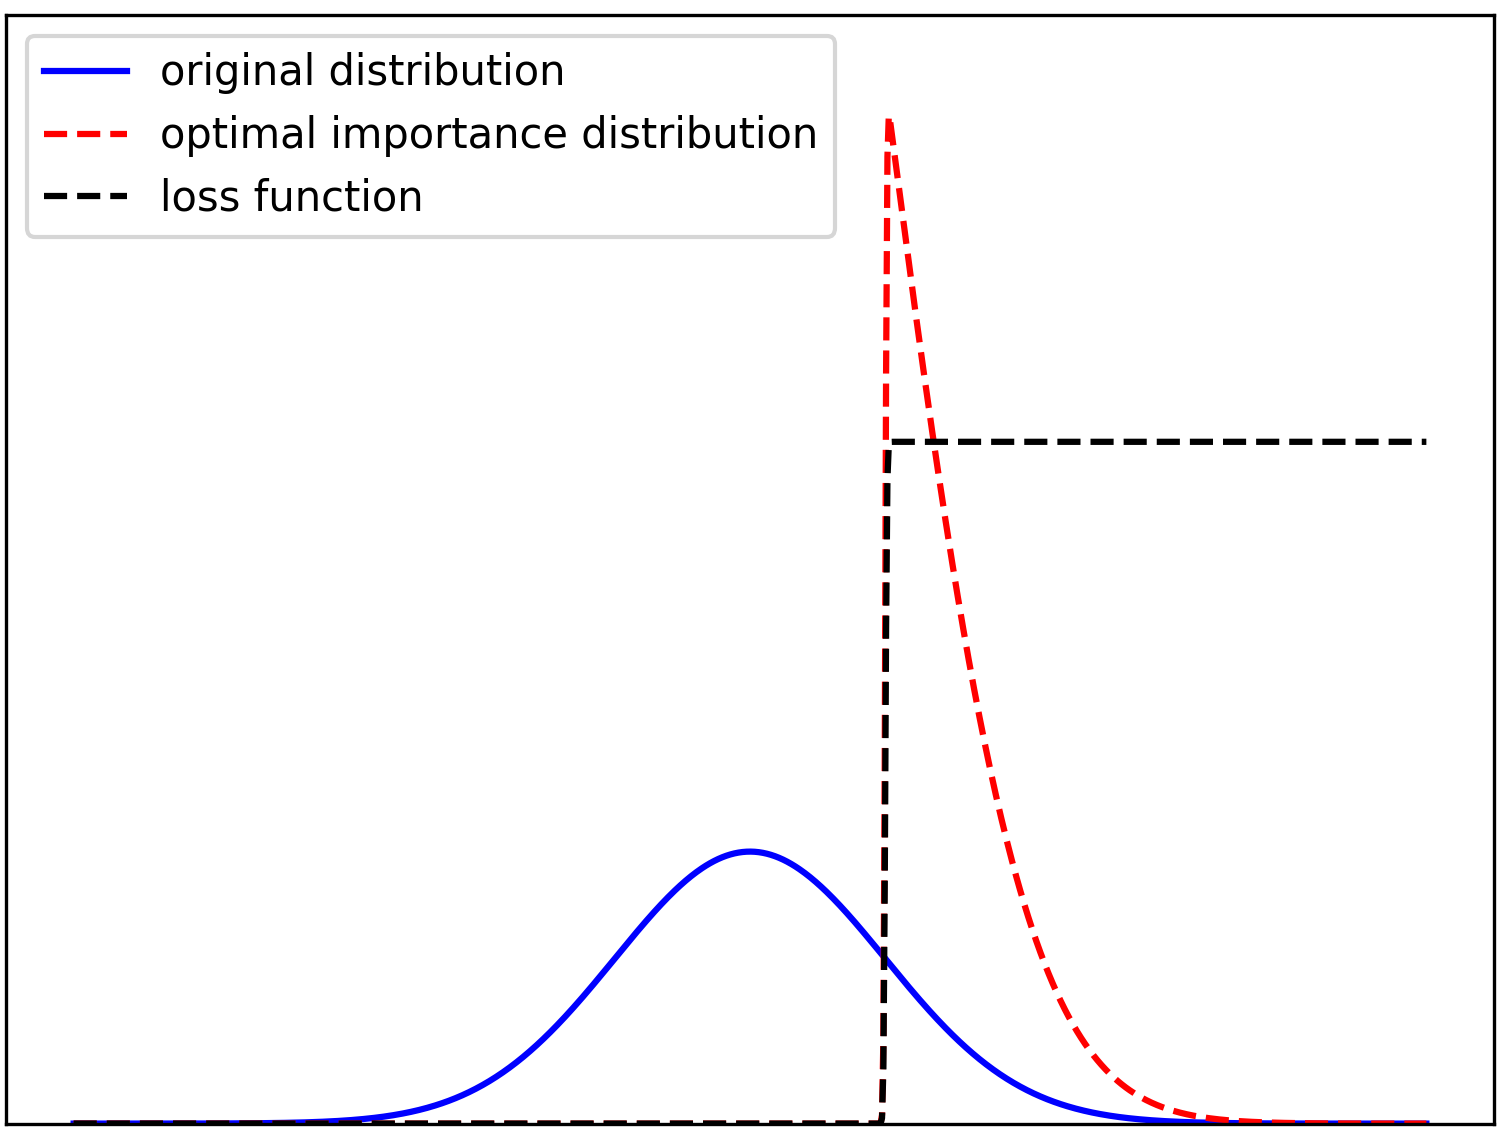 original distribution
optimal importance distribution
loss function